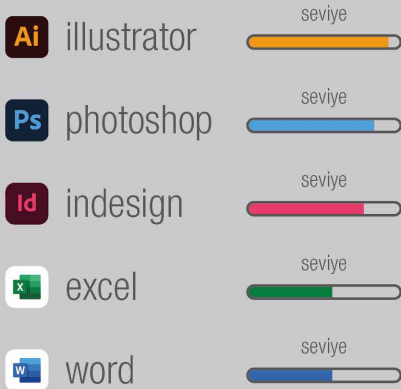 seviye
Ai illustrator
seviye
Ps photoshop
seviye
Id indesign
seviye
X excel
seviye
W word